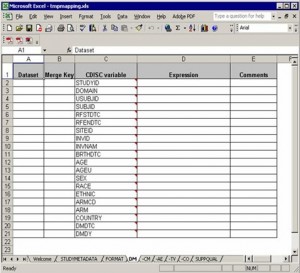 Microsoft Excel - tmpmapping.xls
File Edit View Insert Format Tools Data Window Help Adobe PDF
Type a question for help
Arial
A1 fx Dataset
A B C D E
1 Dataset Merge Key CDISC variable Expression Comments
2 STUDYID
3 DOMAIN
4 USUBJID
5 SUBJID
6 RFSTDTC
7 RFENDTC
8 SITEID
9 INVID
10 INVNAM
11 BRTHDTC
12 AGE
13 AGEU
14 SEX
15 RACE
16 ETHNIC
17 ARMCD
18 ARM
19 COUNTRY
20 DMDTC
21 DMDY
22
23
Welcome STUDYMETADATA FORMAT DM -CM -AE -TV -CO SUPPQUAL
Ready NUM